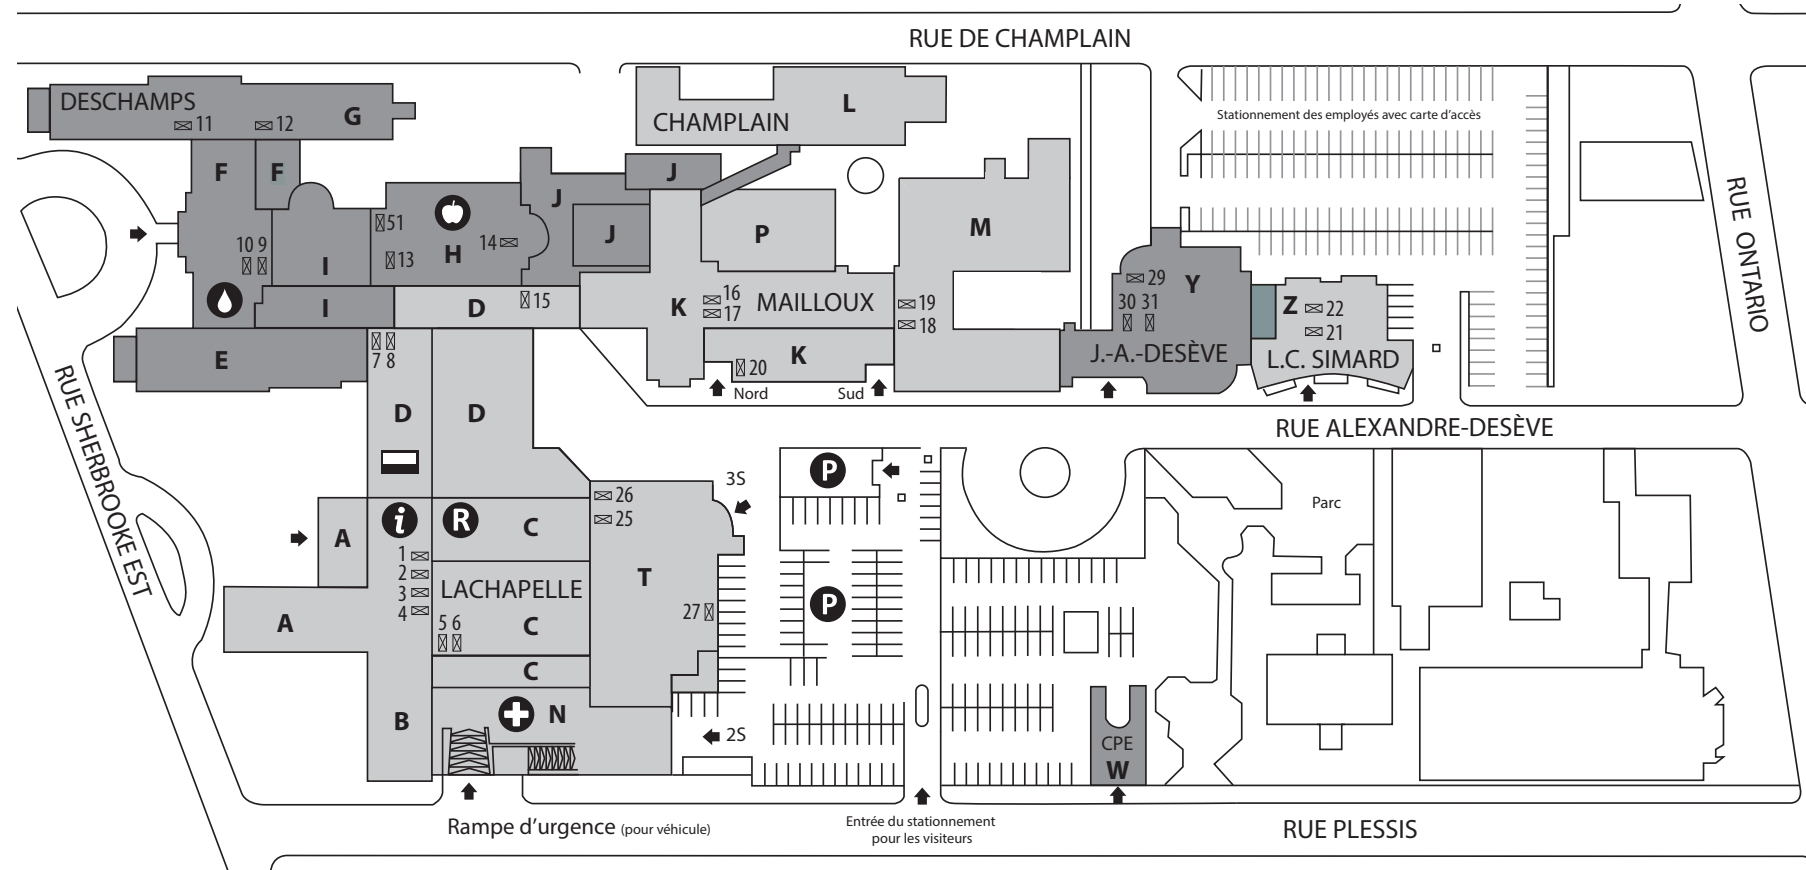 RUE DE CHAMPLAIN
DESCHAMPS
11
12
G
L
CHAMPLAIN
Stationnement des employés avec carte d'accès
RUE ONTARIO
F
F
J
J
J
51
13
14
H
10 9
I
I
P
M
D
15
K
16
17
MAILLOUX
19
18
29
30 31
Y
Z
22
21
E
7 8
K
20
J.-A.-DESÈVE
L.C. SIMARD
Nord
Sud
RUE SHERBROOKE EST
D
D
RUE ALEXANDRE-DESÈVE
P
3S
26
25
Parc
A
i
R
C
1
2
3
4
LACHAPELLE
T
P
27
A
5 6
C
C
B
N
2S
CPE
W
Rampe d'urgence (pour véhicule)
Entrée du stationnement
pour les visiteurs
RUE PLESSIS